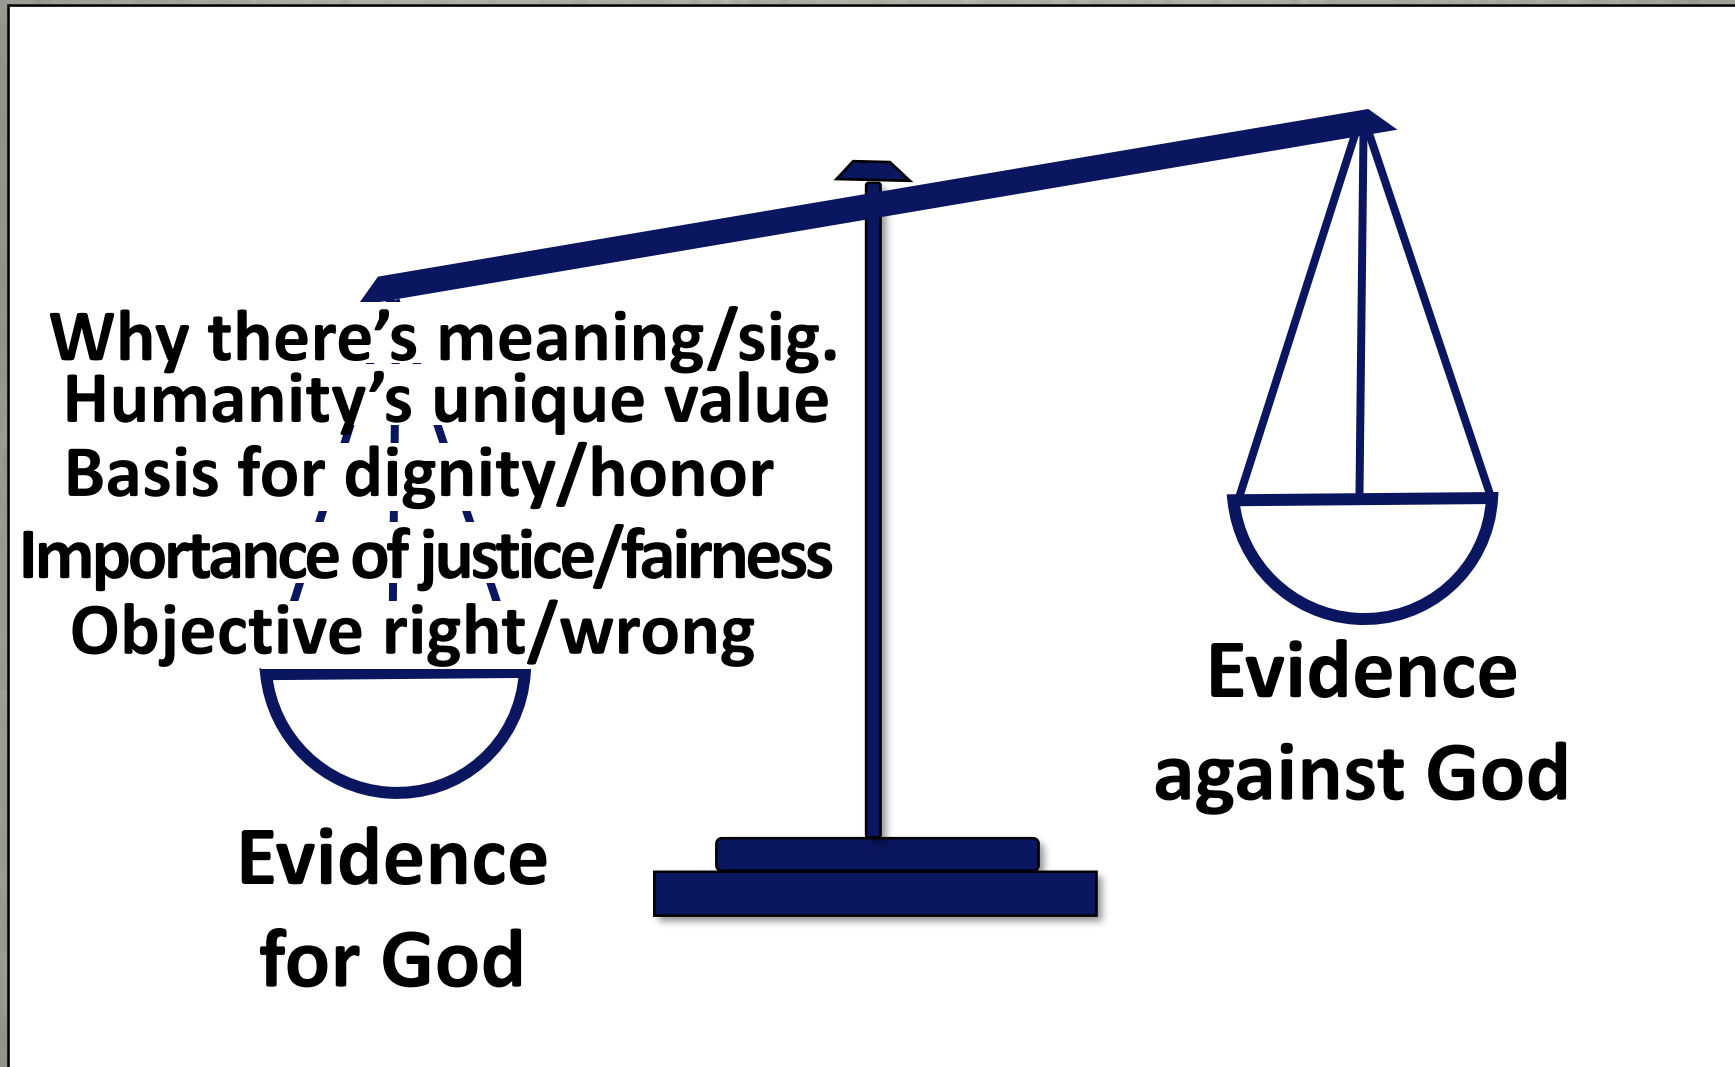 Why there’s meaning/sig.
Humanity’s unique value
Basis for dignity/honor
Importance of justice/fairness
Objective right/wrong
Evidence
for God
Evidence
against God